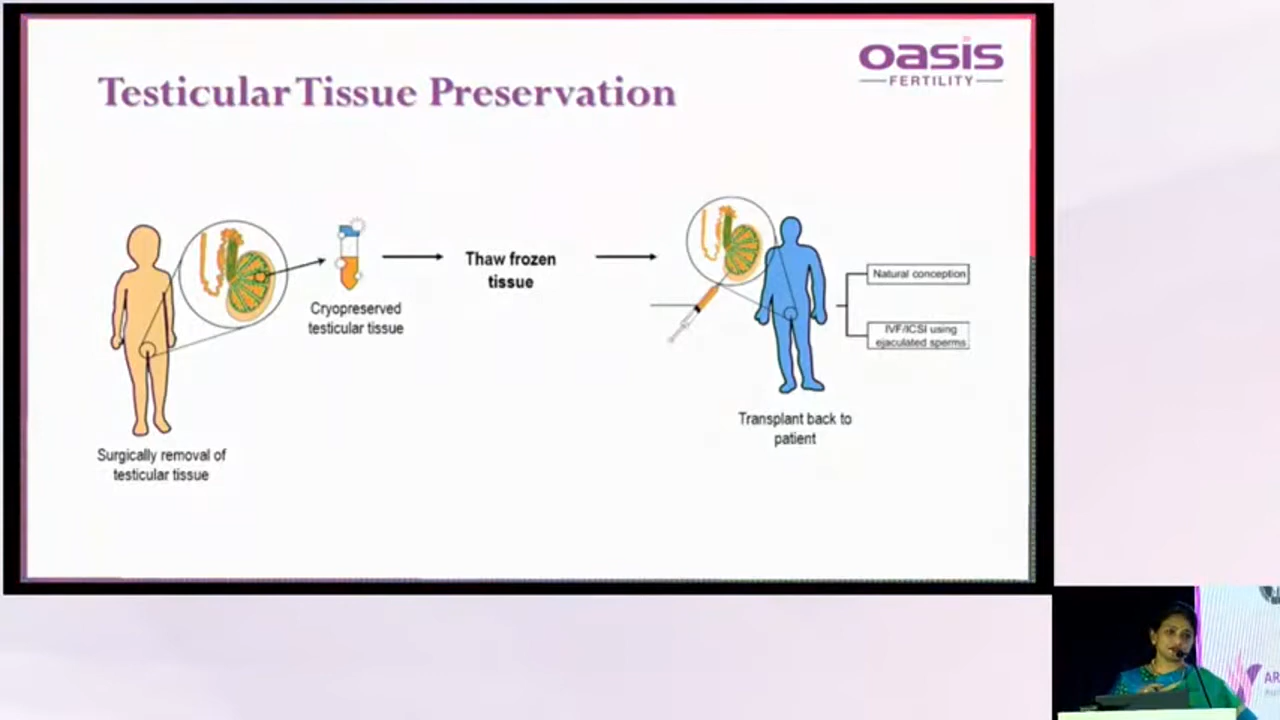 oasis
FERTILITY
Testicular Tissue Preservation
Surgically removal of
testicular tissue
Cryopreserved
testicular tissue
Thaw frozen
tissue
Transplant back to
patient
Natural conception
IVF/ICSI using
ejaculated sperms
AR